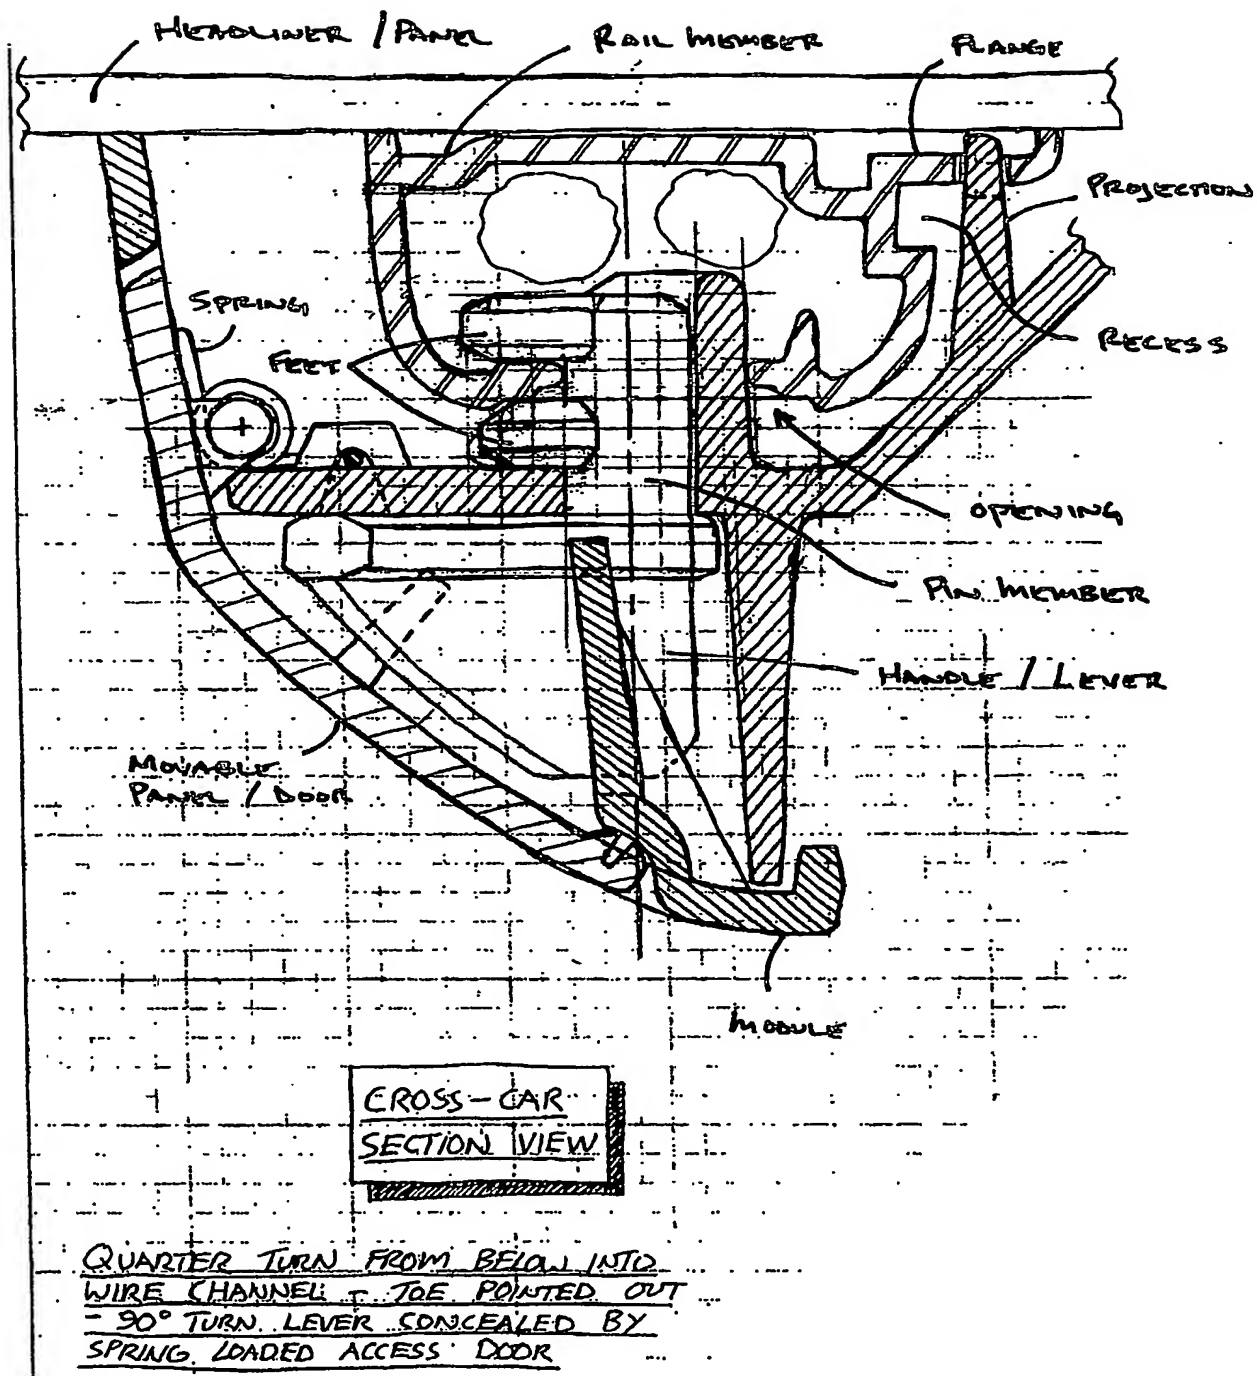 HEADLINER / PANEL
RAIL MEMBER
FLANGE
PROJECTION
SPRING
FEET
RECESS
OPENING
PIN MEMBER
HANDLE / LEVER
MOVABLE
PANEL / DOOR
MODULE
CROSS-CAR
SECTION VIEW
QUARTER TURN FROM BELOW INTO
WIRE CHANNEL - TOE POINTED OUT
- 90° TURN LEVER CONCEALED BY
SPRING LOADED ACCESS DOOR